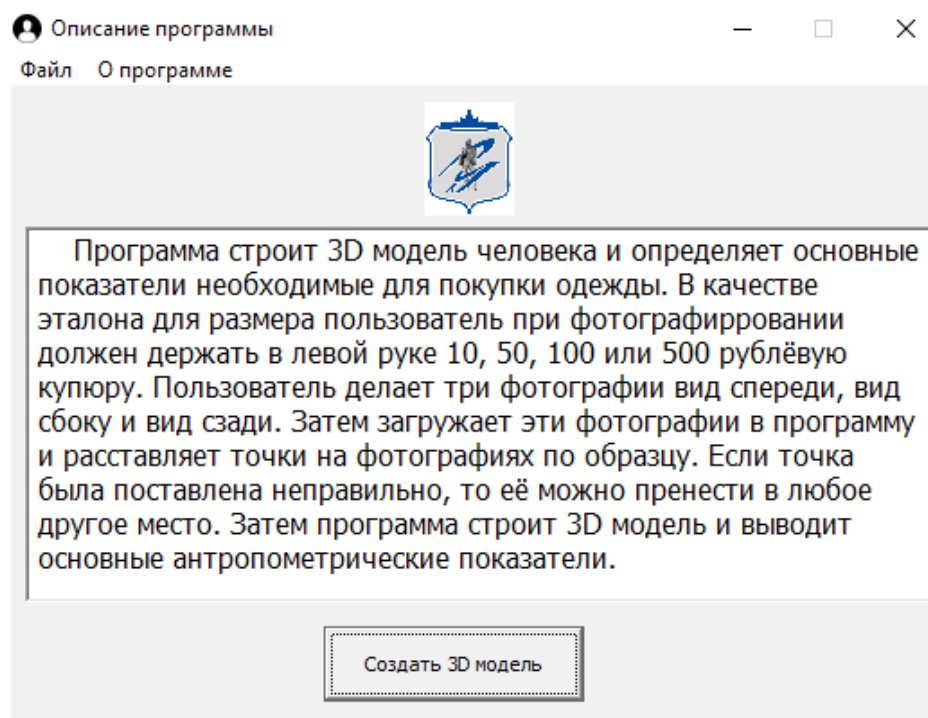 Описание программы
Файл О программе
Программа строит 3D модель человека и определяет основные
показатели необходимые для покупки одежды. В качестве
эталона для размера пользователь при фотографирровании
должен держать в левой руке 10, 50, 100 или 500 рублёвую
купюру. Пользователь делает три фотографии вид спереди, вид
сбоку и вид сзади. Затем загружает эти фотографии в программу
и расставляет точки на фотографиях по образцу. Если точка
была поставлена неправильно, то её можно пренести в любое
другое место. Затем программа строит 3D модель и выводит
основные антропометрические показатели.
Создать 3D модель